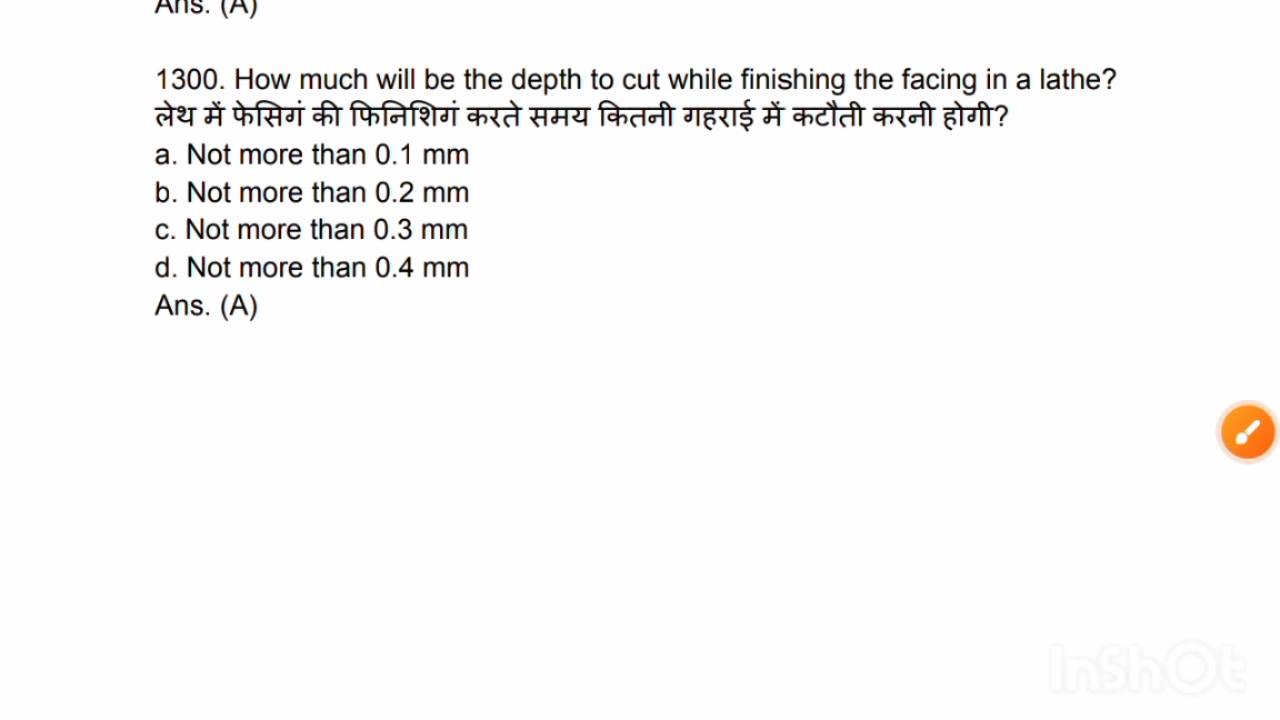 Ans. (A)
1300. How much will be the depth to cut while finishing the facing in a lathe?
लेथ में फेसिगं की फिनिशिगं करते समय कितनी गहराई में कटौती करनी होगी?
a. Not more than 0.1 mm
b. Not more than 0.2 mm
c. Not more than 0.3 mm
d. Not more than 0.4 mm
Ans. (A)
InShOt